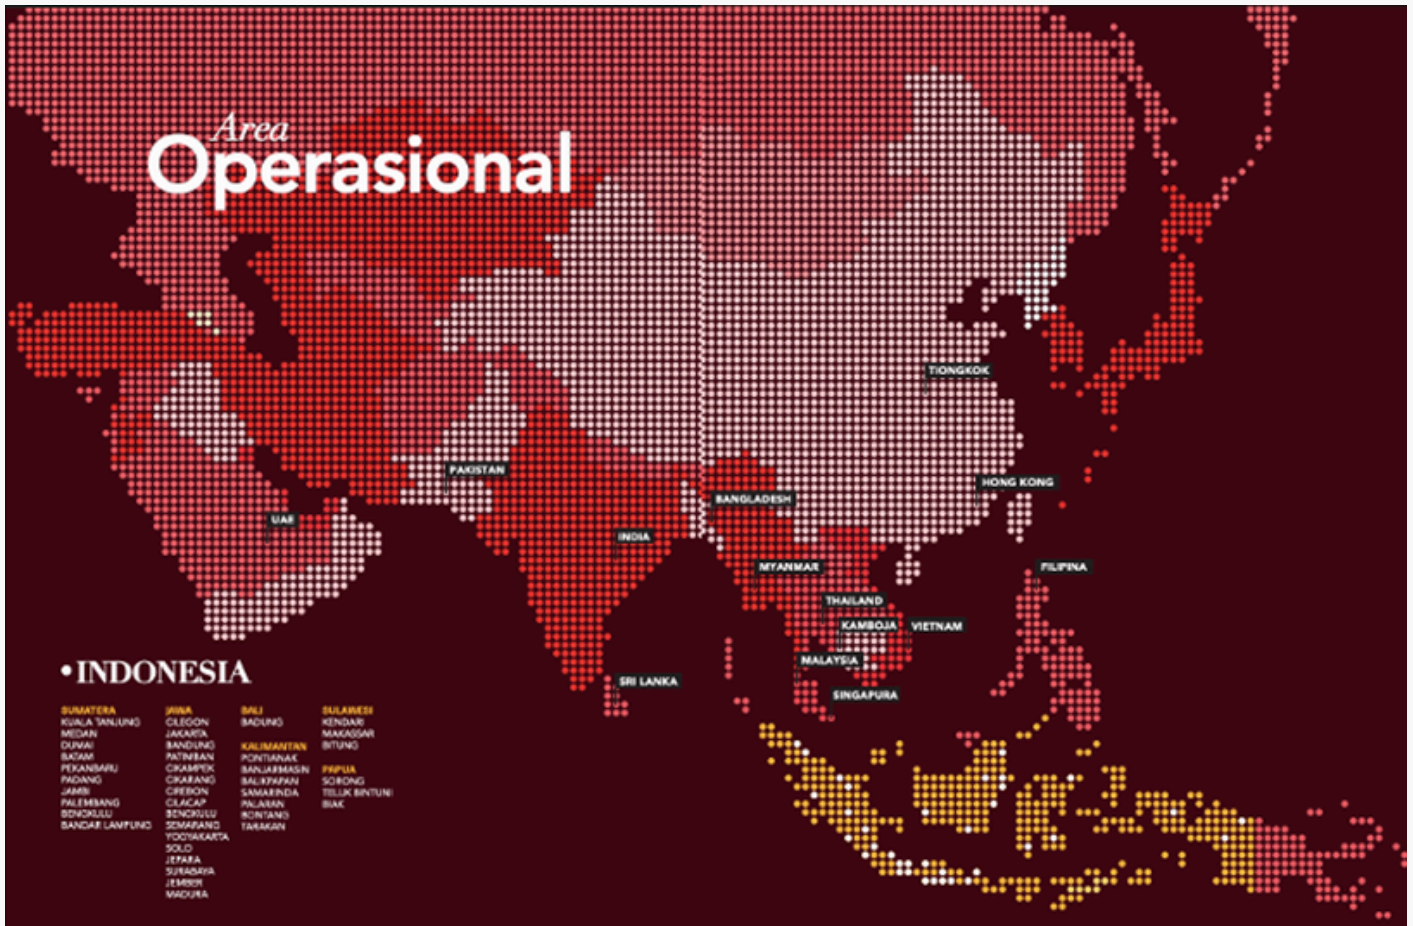 Area
Operasional
TIONGKOK
PAKISTAN
HONG KONG
BANGLADESH
UAE
INDIA
MYANMAR
FILIPINA
THAILAND
KAMBOJA
VIETNAM
MALAYSIA
SRI LANKA
SINGAPURA
•INDONESIA
SUMATERA
KUALA TANJUNG
MEDAN
DUMAI
BATAM
PEKANBARU
PADANG
JAMBI
PALEMBANG
BENGKULU
BANDAR LAMPUNG
JAWA
CILEGON
JAKARTA
BANDUNG
PATIMBAN
CIKAMPEK
CIKARANG
CIREBON
CILACAP
BENGKULU
SEMARANG
YOGYAKARTA
SOLO
JEPARA
SURABAYA
JEMBER
MADURA
BALI
BADUNG
KALIMANTAN
PONTIANAK
BANJARMASIN
BALIKPAPAN
SAMARINDA
PALARAN
BONTANG
TARAKAN
SULAWESI
KENDARI
MAKASSAR
BITUNG
PAPUA
SORONG
TELUK BINTUNI
BIAK